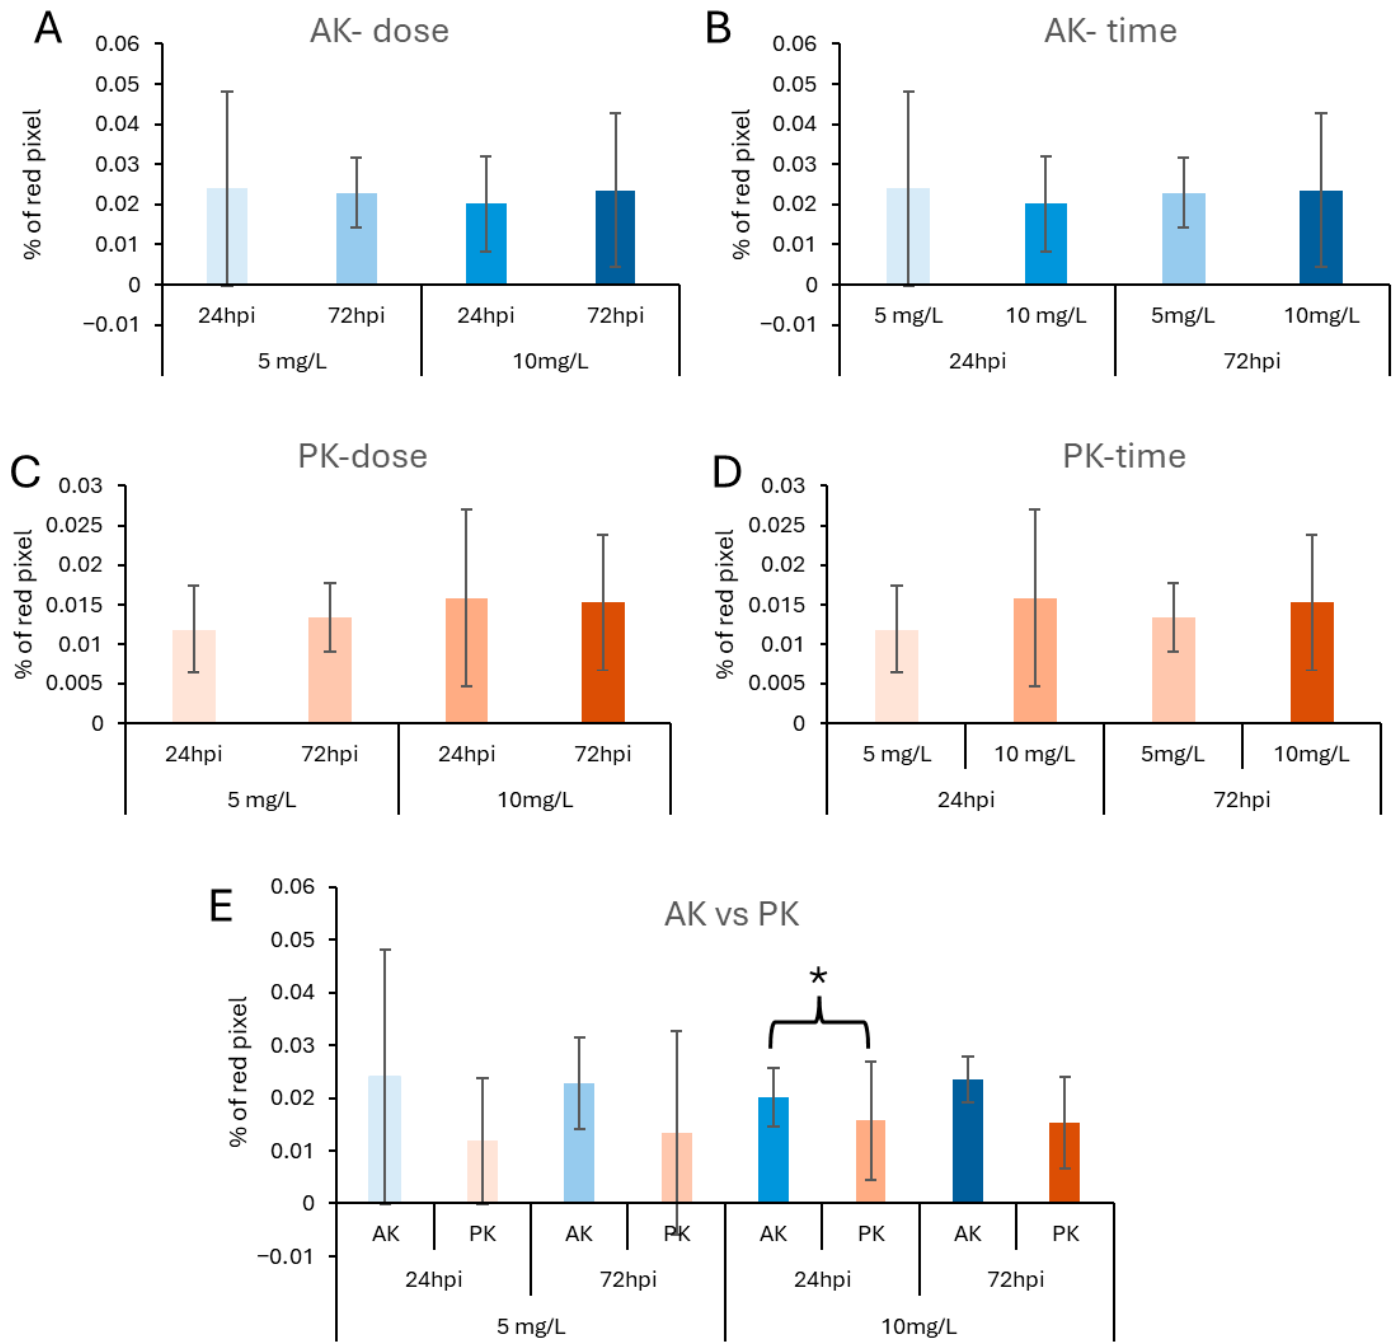 A
AK- dose
% of red pixel
0.06
0.05
0.04
0.03
0.02
0.01
0
−0.01
24hpi 72hpi 24hpi 72hpi
5 mg/L 10mg/L
B
AK- time
% of red pixel
0.06
0.05
0.04
0.03
0.02
0.01
0
−0.01
5 mg/L 10 mg/L 5mg/L 10mg/L
24hpi 72hpi
C
PK-dose
% of red pixel
0.03
0.025
0.02
0.015
0.01
0.005
0
24hpi 72hpi 24hpi 72hpi
5 mg/L 10mg/L
D
PK-time
% of red pixel
0.03
0.025
0.02
0.015
0.01
0.005
0
5 mg/L 10 mg/L 5mg/L 10mg/L
24hpi 72hpi
E
AK vs PK
% of red pixel
0.06
0.05
0.04
0.03
0.02
0.01
0
−0.01
*
AK PK AK PK AK PK AK PK
24hpi 72hpi 24hpi 72hpi
5 mg/L 10mg/L